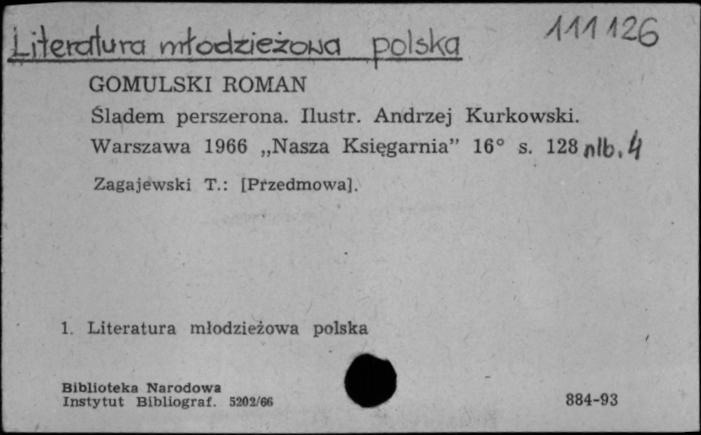 Literatura młodzieżowa polska 111126
GOMULSKI ROMAN
Śladem perszerona. Ilustr. Andrzej Kurkowski.
Warszawa 1966 „Nasza Księgarnia” 16° s. 128 nlb. 4
Zagajewski T.: [Przedmowa].
1. Literatura młodzieżowa polska
Biblioteka Narodowa
Instytut Bibliograf. 5202/66
884-93